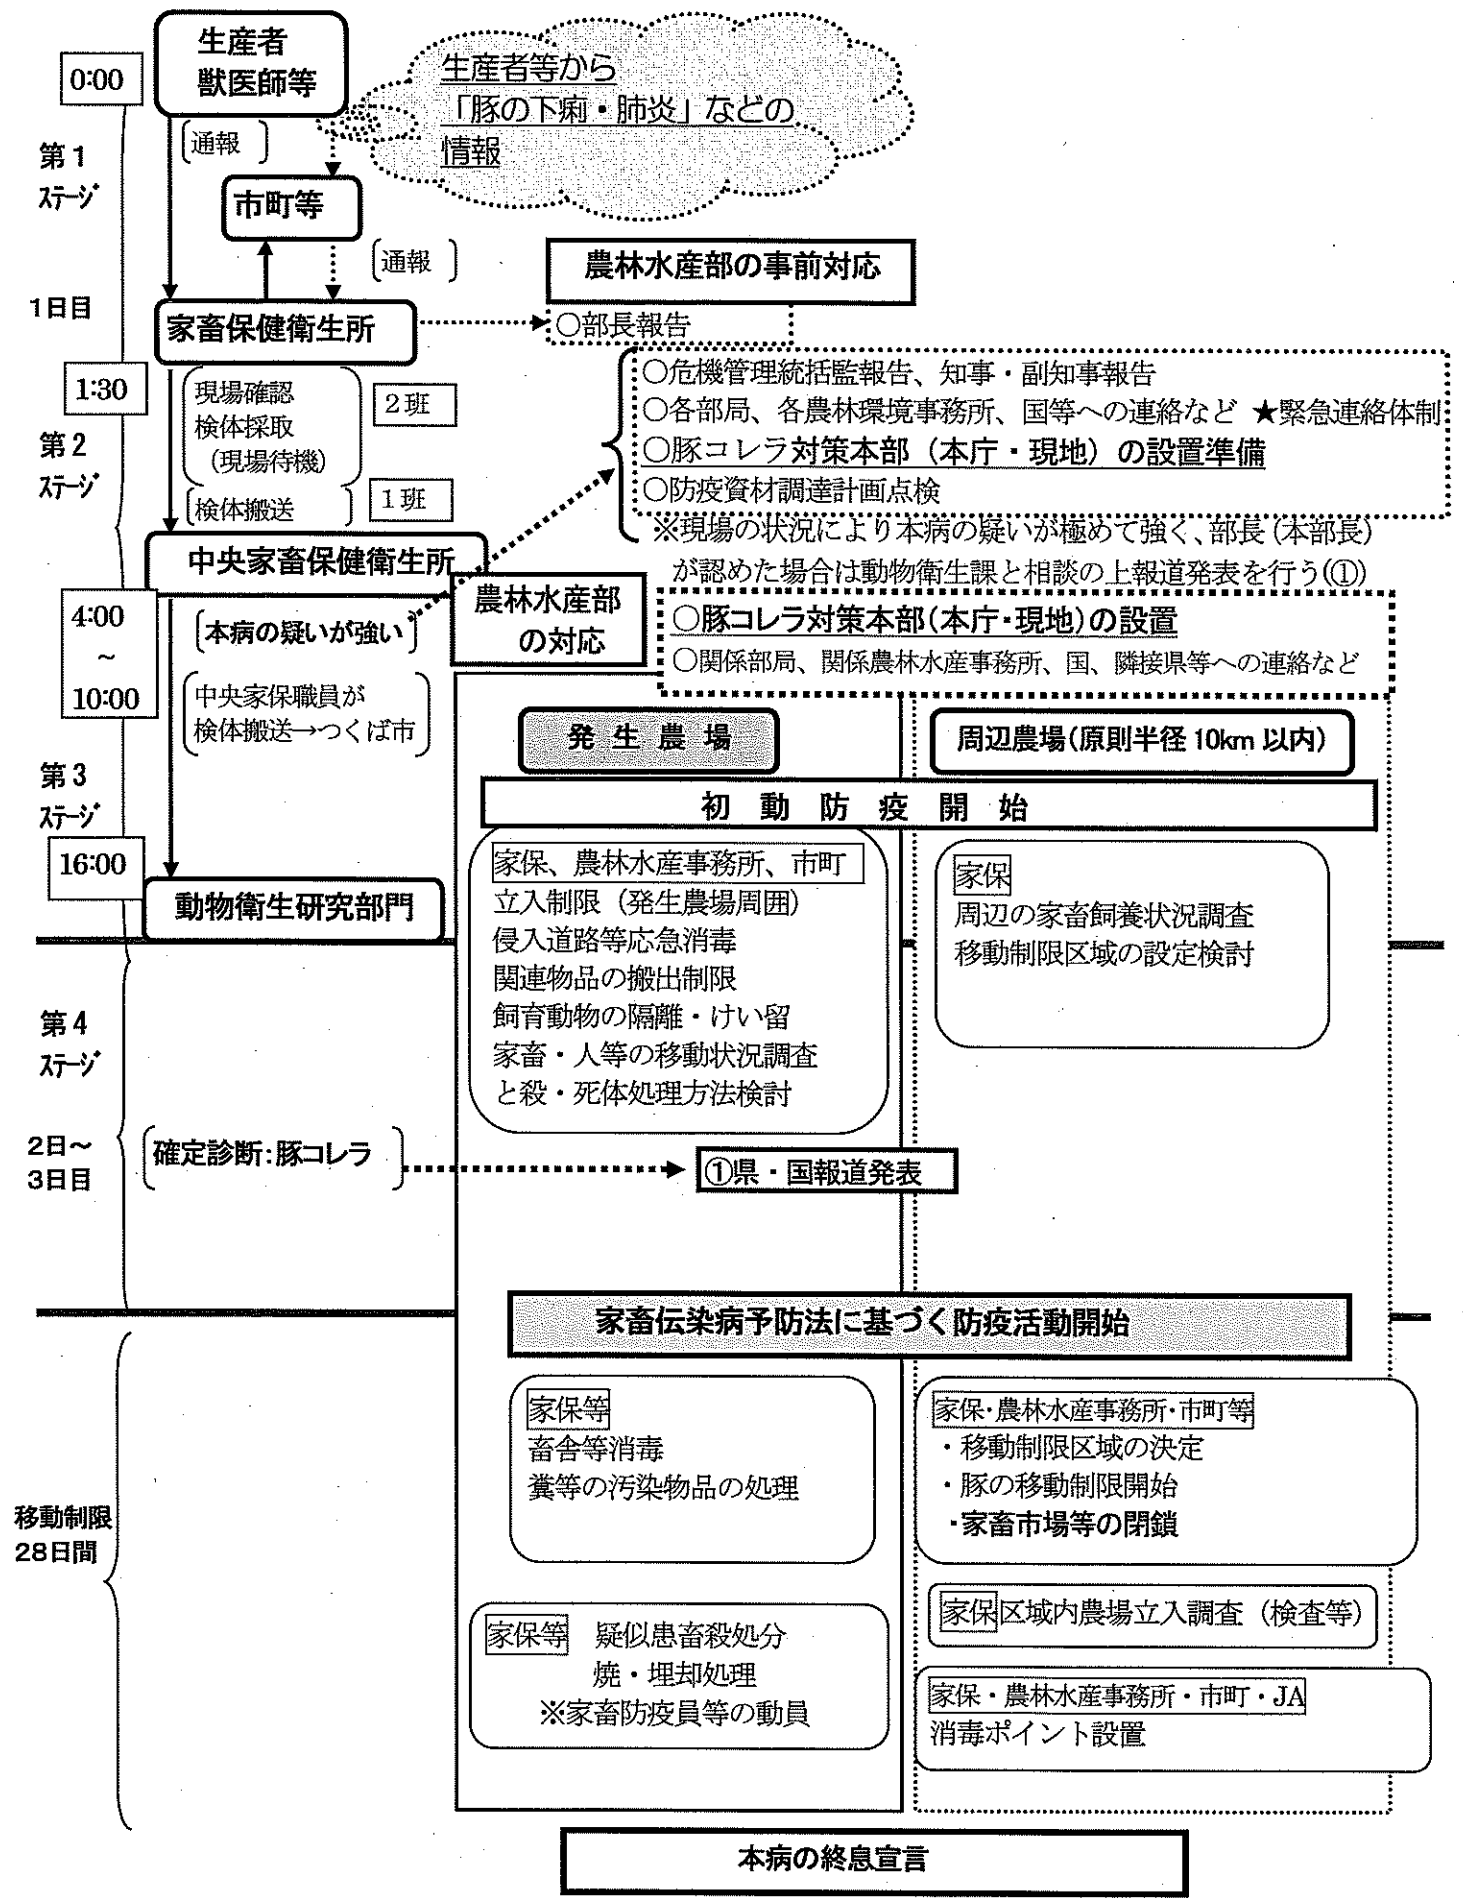 生産者
獣医師等
0:00
生産者等から
「豚の下痢・肺炎」などの
情報
通報
第1
ステージ
市町等
通報
農林水産部の事前対応
1日目
家畜保健衛生所
○部長報告
1:30
現場確認
検体採取
(現場待機)
2班
○危機管理統括監報告、知事・副知事報告
○各部局、各農林環境事務所、国等への連絡など ★緊急連絡体制
○豚コレラ対策本部(本庁・現地)の設置準備
○防疫資材調達計画点検
第2
ステージ
検体搬送
1班
※現場の状況により本病の疑いが極めて強く、部長(本部長)
が認めた場合は動物衛生課と相談の上報道発表を行う(①)
中央家畜保健衛生所
農林水産部
の対応
4:00
~
10:00
本病の疑いが強い
○豚コレラ対策本部(本庁・現地)の設置
○関係部局、関係農林水産事務所、国、隣接県等への連絡など
中央家保職員が
検体搬送→つくば市
発生農場
周辺農場(原則半径10km以内)
第3
ステージ
初動防疫開始
16:00
動物衛生研究部門
家保、農林水産事務所、市町
立入制限(発生農場周囲)
侵入道路等応急消毒
関連物品の搬出制限
飼育動物の隔離・けい留
家畜・人等の移動状況調査
と殺・死体処理方法検討
家保
周辺の家畜飼養状況調査
移動制限区域の設定検討
第4
ステージ
2日~
3日目
確定診断:豚コレラ
①県・国報道発表
家畜伝染病予防法に基づく防疫活動開始
家保等
畜舎等消毒
糞等の汚染物品の処理
家保・農林水産事務所・市町等
・移動制限区域の決定
・豚の移動制限開始
・家畜市場等の閉鎖
移動制限
28日間
家保等 疑似患畜殺処分
焼・埋却処理
※家畜防疫員等の動員
家保区域内農場立入調査(検査等)
家保・農林水産事務所・市町・JA
消毒ポイント設置
本病の終息宣言